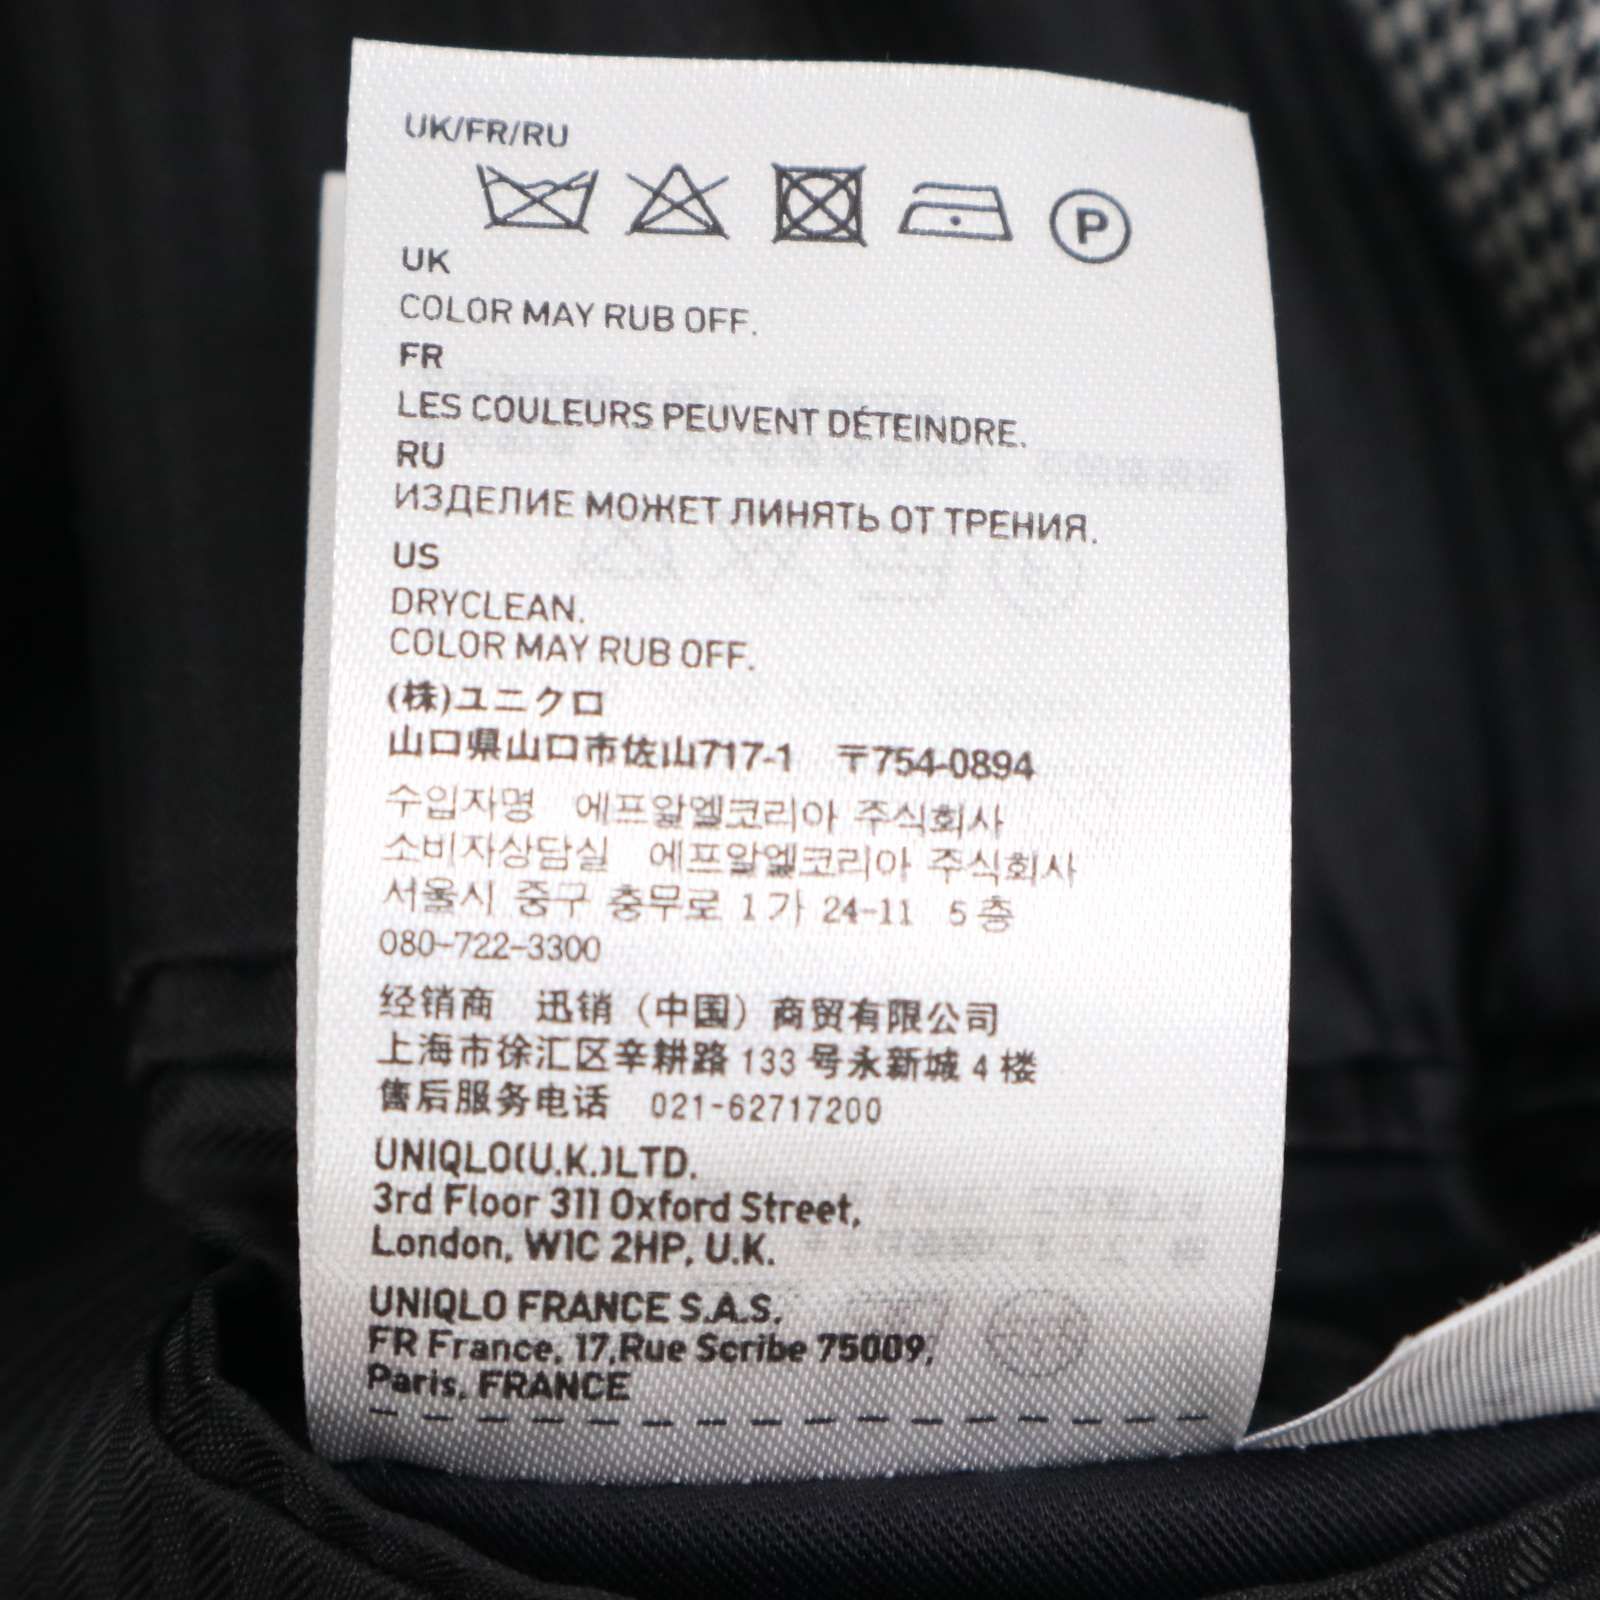 UK/FR/RU
P
UK
COLOR MAY RUB OFF.
FR
LES COULEURS PEUVENT DÉTEINDRE.
RU
ИЗДЕЛИЕ МОЖЕТ ЛИНЯТЬ ОТ ТРЕНИЯ.
US
DRYCLEAN.
COLOR MAY RUB OFF.
(株)ユニクロ
山口県山口市佐山717-1 〒754-0894
수입자명 에프알엘코리아 주식회사
소비자상담실 에프알엘코리아 주식회사
서울시 중구 충무로 1가 24-11 5층
080-722-3300
经销商 迅销（中国）商贸有限公司
上海市徐汇区辛耕路 133 号永新城 4 楼
售后服务电话 021-62717200
UNIQLO(U.K.)LTD.
3rd Floor 311 Oxford Street,
London, W1C 2HP, U.K.
UNIQLO FRANCE S.A.S.
FR France, 17,Rue Scribe 75009,
Paris, FRANCE